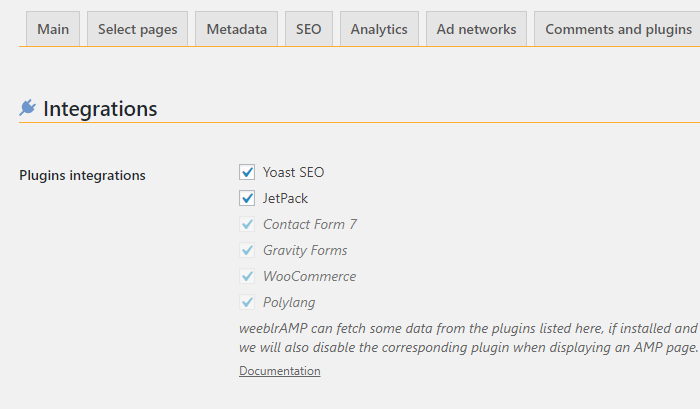 Main Select pages Metadata SEO Analytics Ad networks Comments and plugins
Integrations
Plugins integrations
Yoast SEO
JetPack
Contact Form 7
Gravity Forms
WooCommerce
Polylang
weeblrAMP can fetch some data from the plugins listed here, if installed and
we will also disable the corresponding plugin when displaying an AMP page.
Documentation